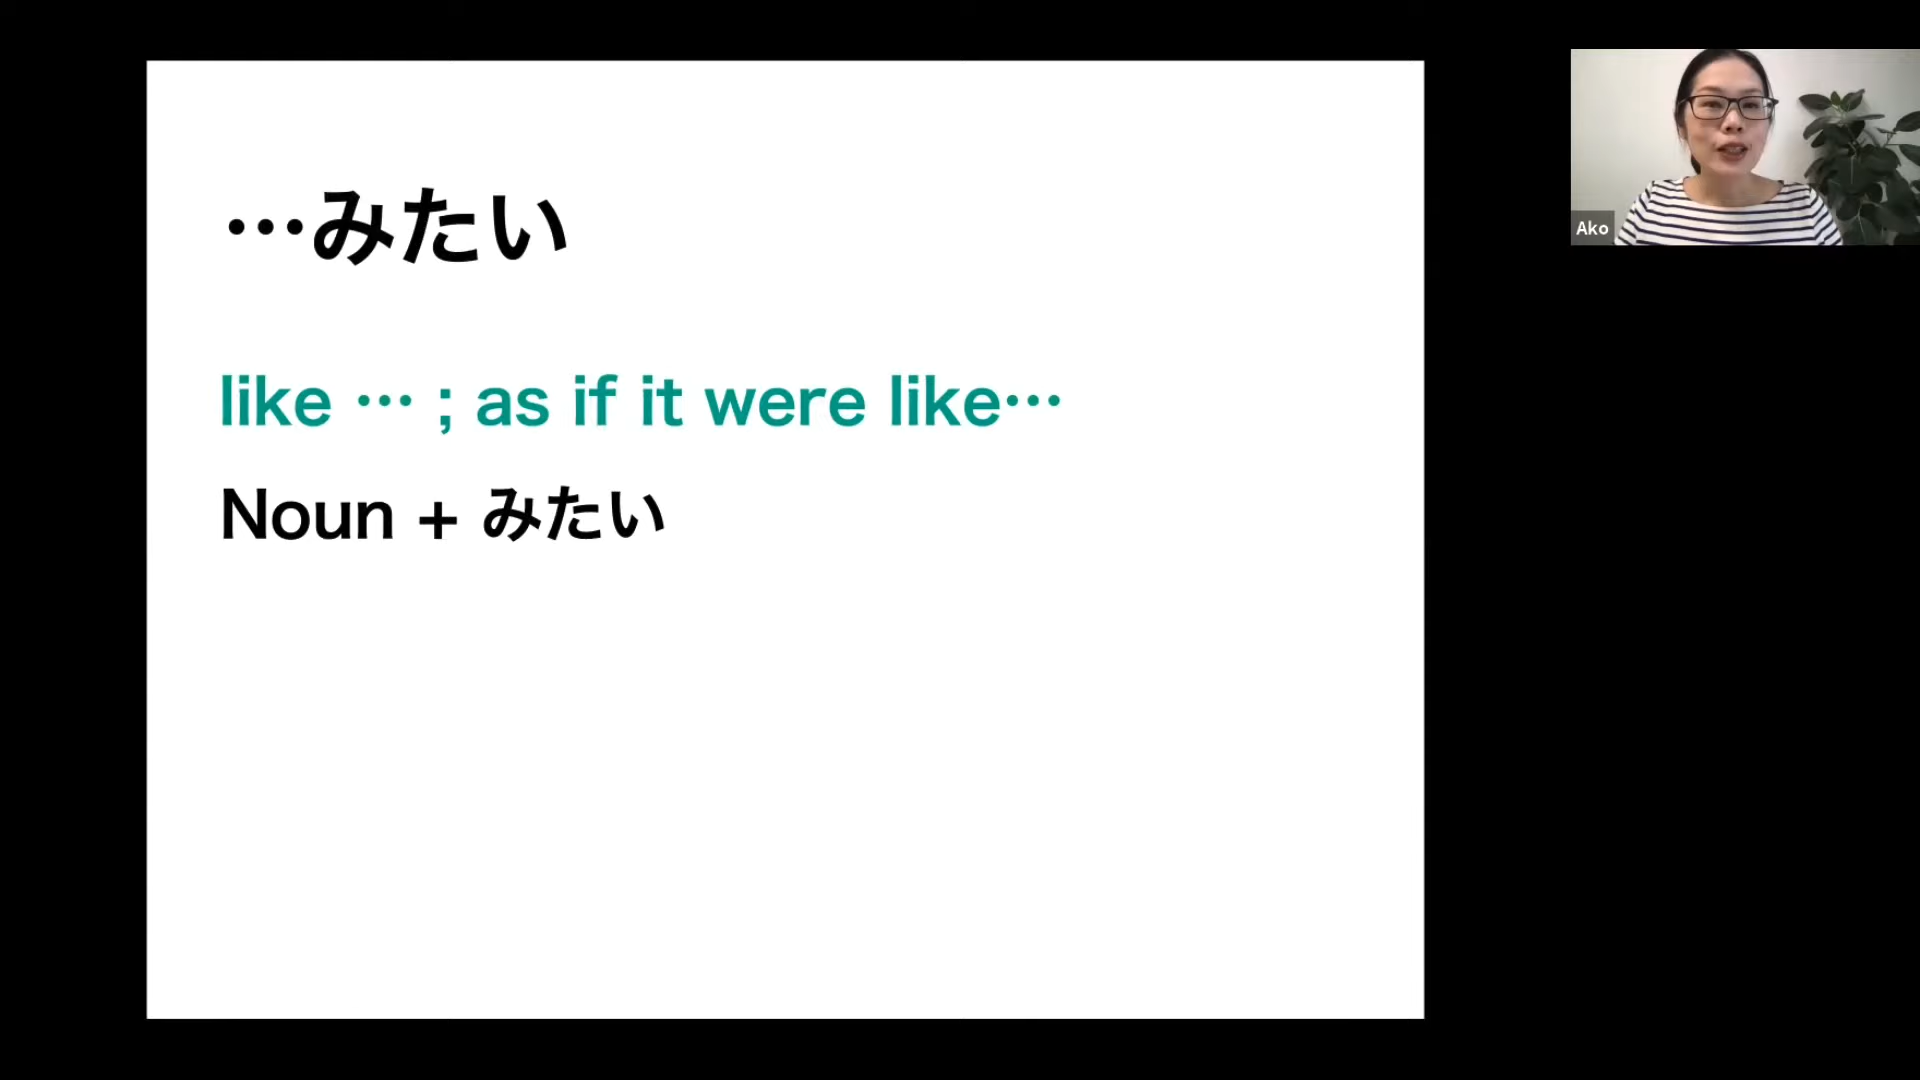 …みたい
like … ; as if it were like…
Noun + みたい
Ako